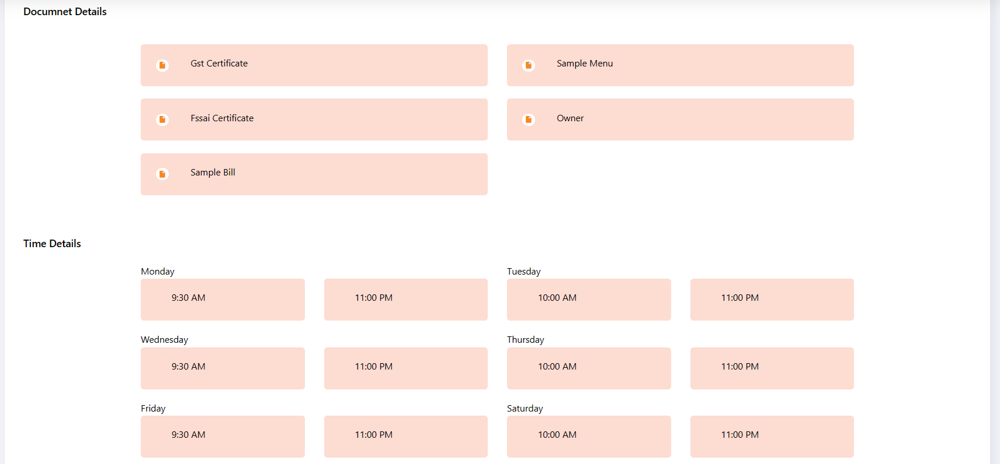 Documnet Details
Gst Certificate
Sample Menu
Fssai Certificate
Owner
Sample Bill
Time Details
Monday
Tuesday
9:30 AM
11:00 PM
10:00 AM
11:00 PM
Wednesday
Thursday
9:30 AM
11:00 PM
10:00 AM
11:00 PM
Friday
Saturday
9:30 AM
11:00 PM
10:00 AM
11:00 PM